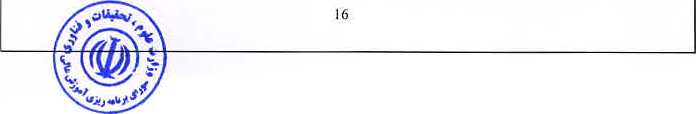 16
وزارت علوم، تحقیقات و فناوری
شورای برنامه ریزی آموزش عالی